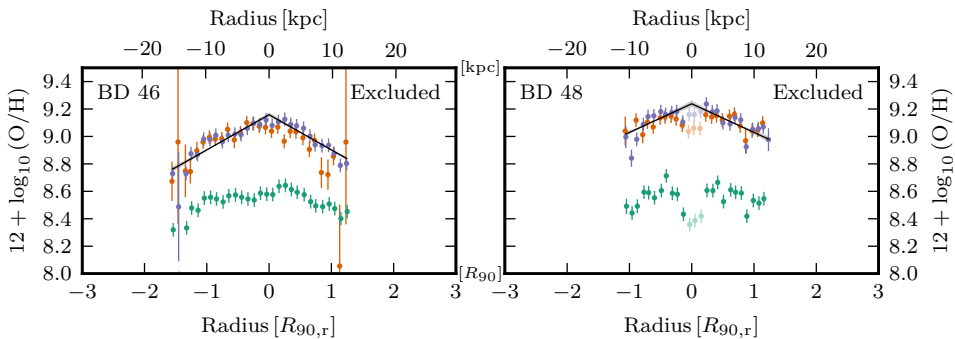 Radius [kpc]
Radius [kpc]
−20 −10 0 10 20
−20 −10 0 10 20
9.4 BD 46 Excluded [kpc] BD 48 Excluded 9.4
9.2 9.2
9.0 9.0
8.8 8.8
8.6 8.6
8.4 8.4
8.2 8.2
8.0 [R90] 8.0
12 + log10 (O/H)
12 + log10 (O/H)
−3 −2 −1 0 1 2 3
−3 −2 −1 0 1 2 3
Radius [R90,r]
Radius [R90,r]